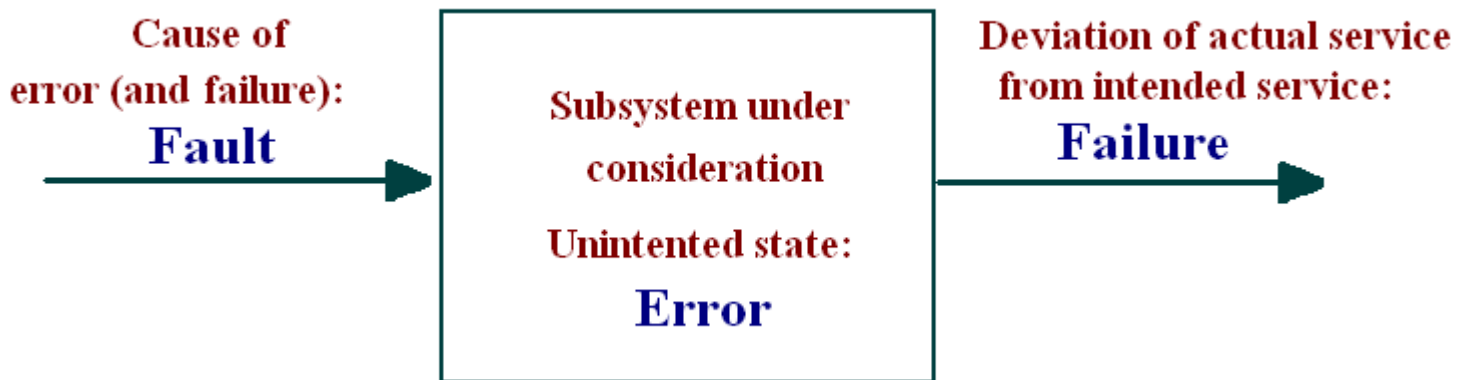 Cause of
error (and failure):
Fault
Subsystem under
consideration
Unintented state:
Error
Deviation of actual service
from intended service:
Failure